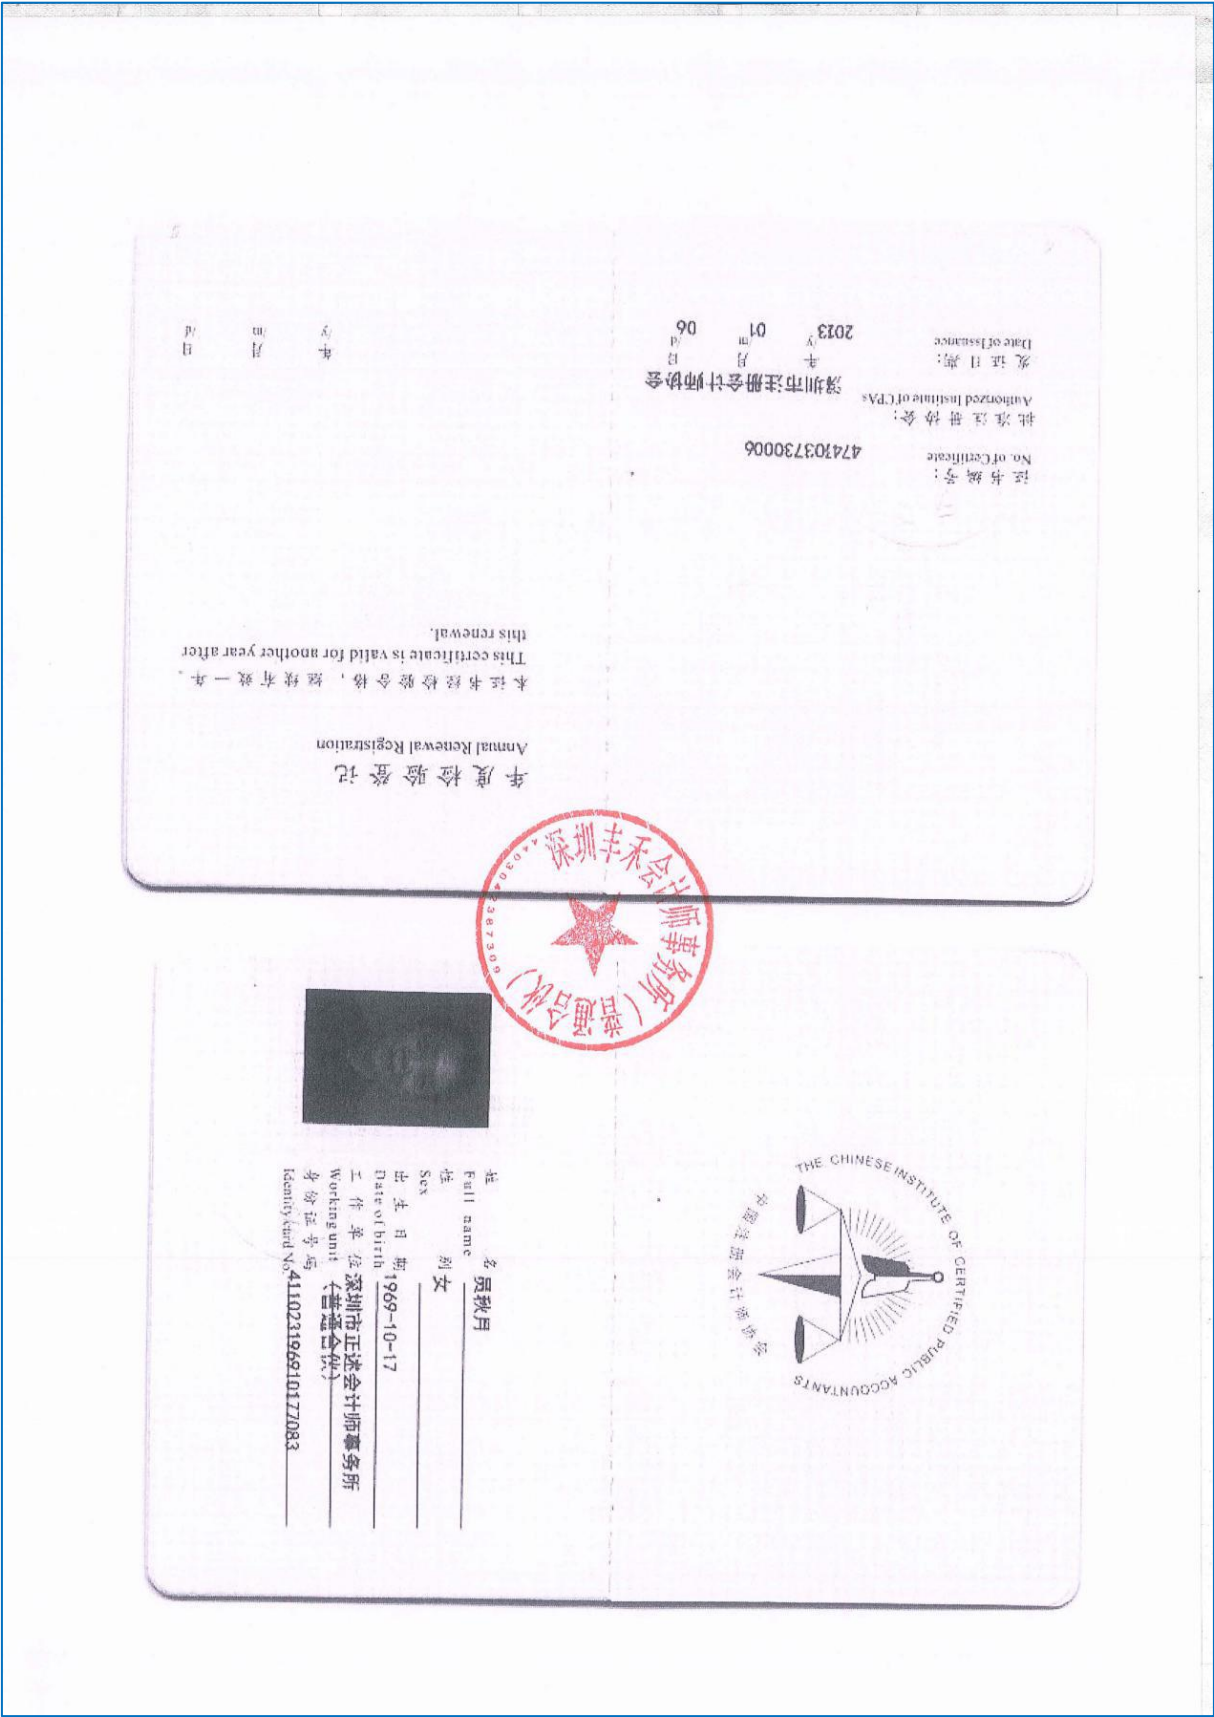 证书编号：
No. of Certificate
474703730006
批准注册协会：
Authorized Institute of CPAs
深圳市注册会计师协会
发证日期：
Date of Issuance
2013 年 /y 01 月 /m 06 日 /d
年度检验登记
Annual Renewal Registration
本证书经检验合格，继续有效一年。
This certificate is valid for another year after
this renewal.
年 /y 月 /m 日 /d
深圳丰禾会计师事务所（普通合伙）
THE CHINESE INSTITUTE OF CERTIFIED PUBLIC ACCOUNTANTS
中国注册会计师协会
姓名 员秋月
Full name
性别 女
Sex
出生日期 1969-10-17
Date of birth
工作单位 深圳市正述会计师事务所
Working unit （普通合伙）
身份证号码
Identity card No. 411023196910177083